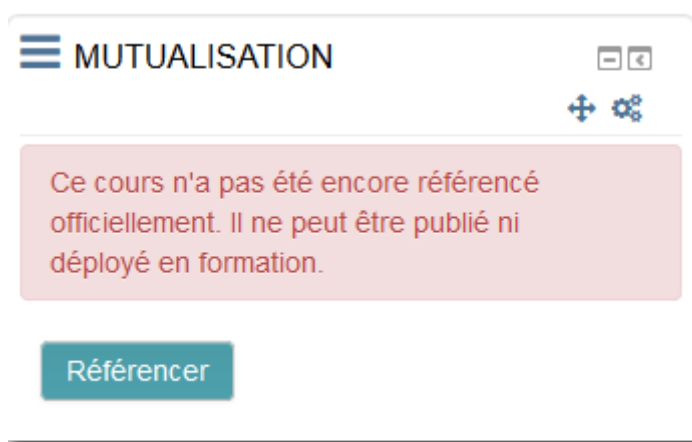 MUTUALISATION
Ce cours n'a pas été encore référencé
officiellement. Il ne peut être publié ni
déployé en formation.
Référencer